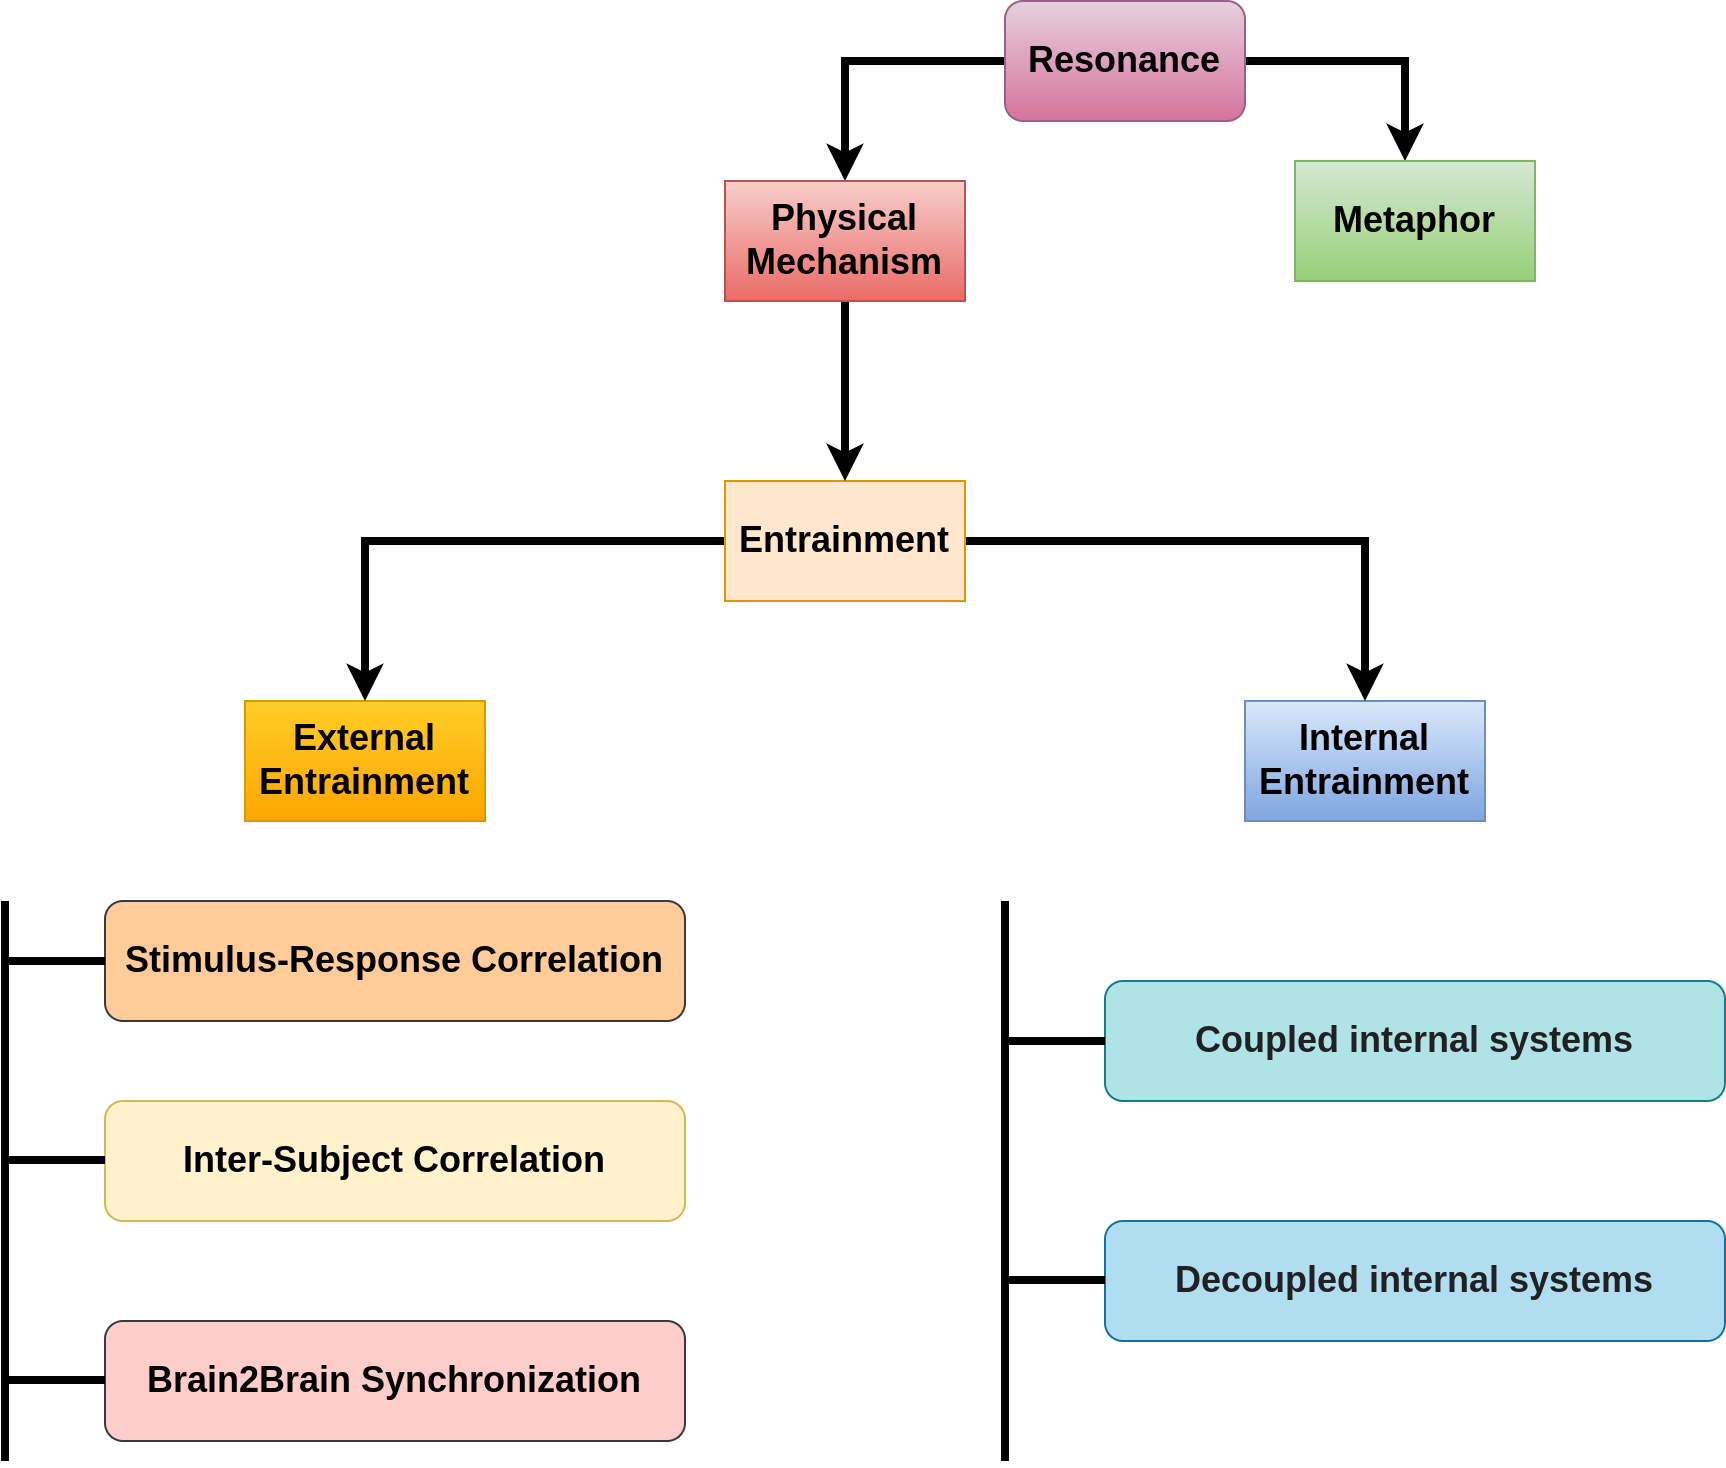 Resonance
Physical
Mechanism
Metaphor
Entrainment
External
Entrainment
Internal
Entrainment
Stimulus-Response Correlation
Inter-Subject Correlation
Brain2Brain Synchronization
Coupled internal systems
Decoupled internal systems